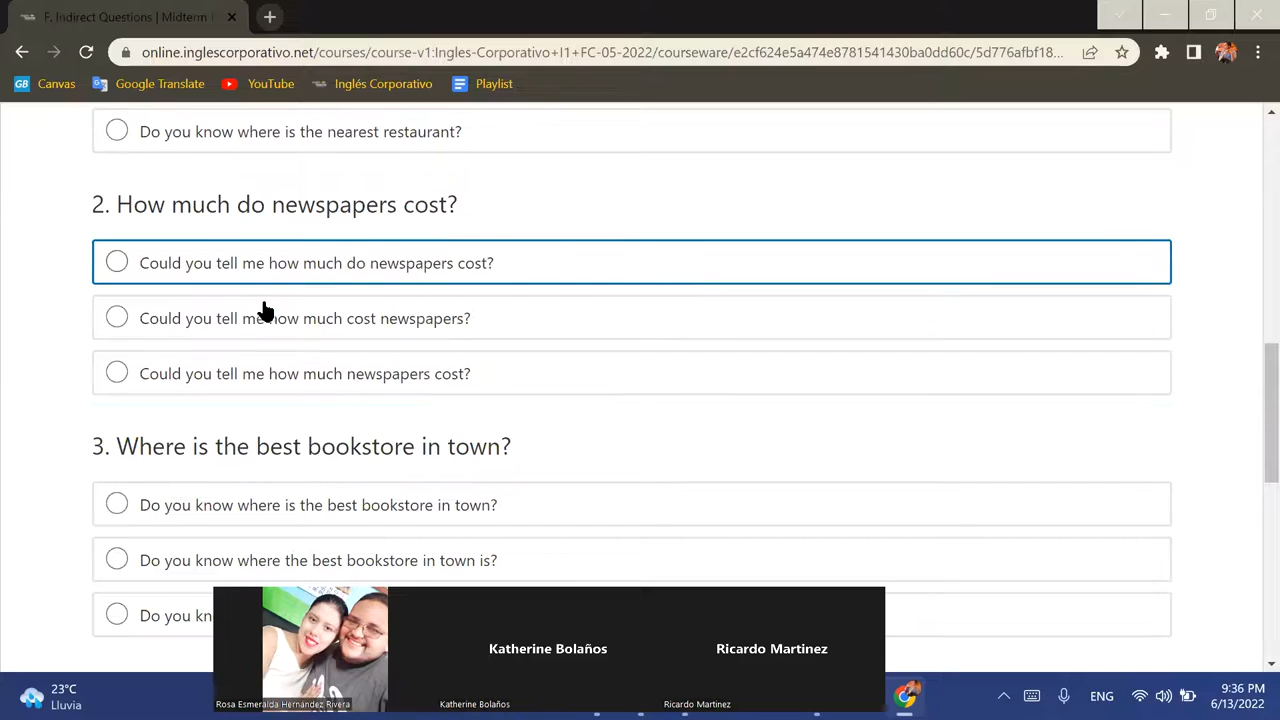 F. Indirect Questions | Midterm
online.inglescorporativo.net/courses/course-v1:Ingles-Corporativo+I1+FC-05-2022/courseware/e2cf624e5a474e8781541430ba0dd60c/5d776afbf18...
GB Canvas Google Translate YouTube Inglés Corporativo Playlist
Do you know where is the nearest restaurant?
2. How much do newspapers cost?
Could you tell me how much do newspapers cost?
Could you tell me how much cost newspapers?
Could you tell me how much newspapers cost?
3. Where is the best bookstore in town?
Do you know where is the best bookstore in town?
Do you know where the best bookstore in town is?
Do you kn
Katherine Bolaños
Ricardo Martinez
Rosa Esmeralda Hernández Rivera
Katherine Bolaños
Ricardo Martinez
23°C
Lluvia
ENG
9:36 PM
6/13/2022